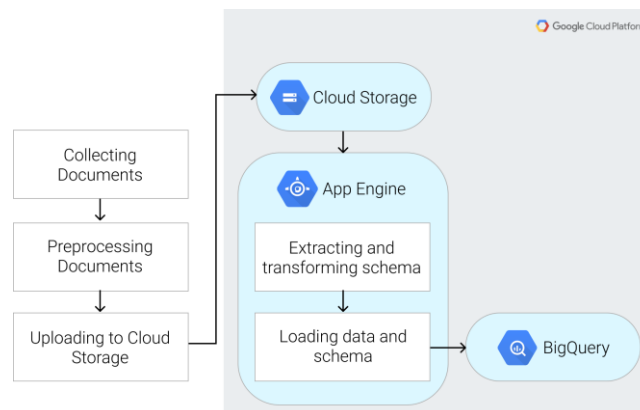 Google Cloud Platform
Cloud Storage
Collecting
Documents
App Engine
Preprocessing
Documents
Extracting and
transforming schema
Uploading to Cloud
Storage
Loading data and
schema
BigQuery